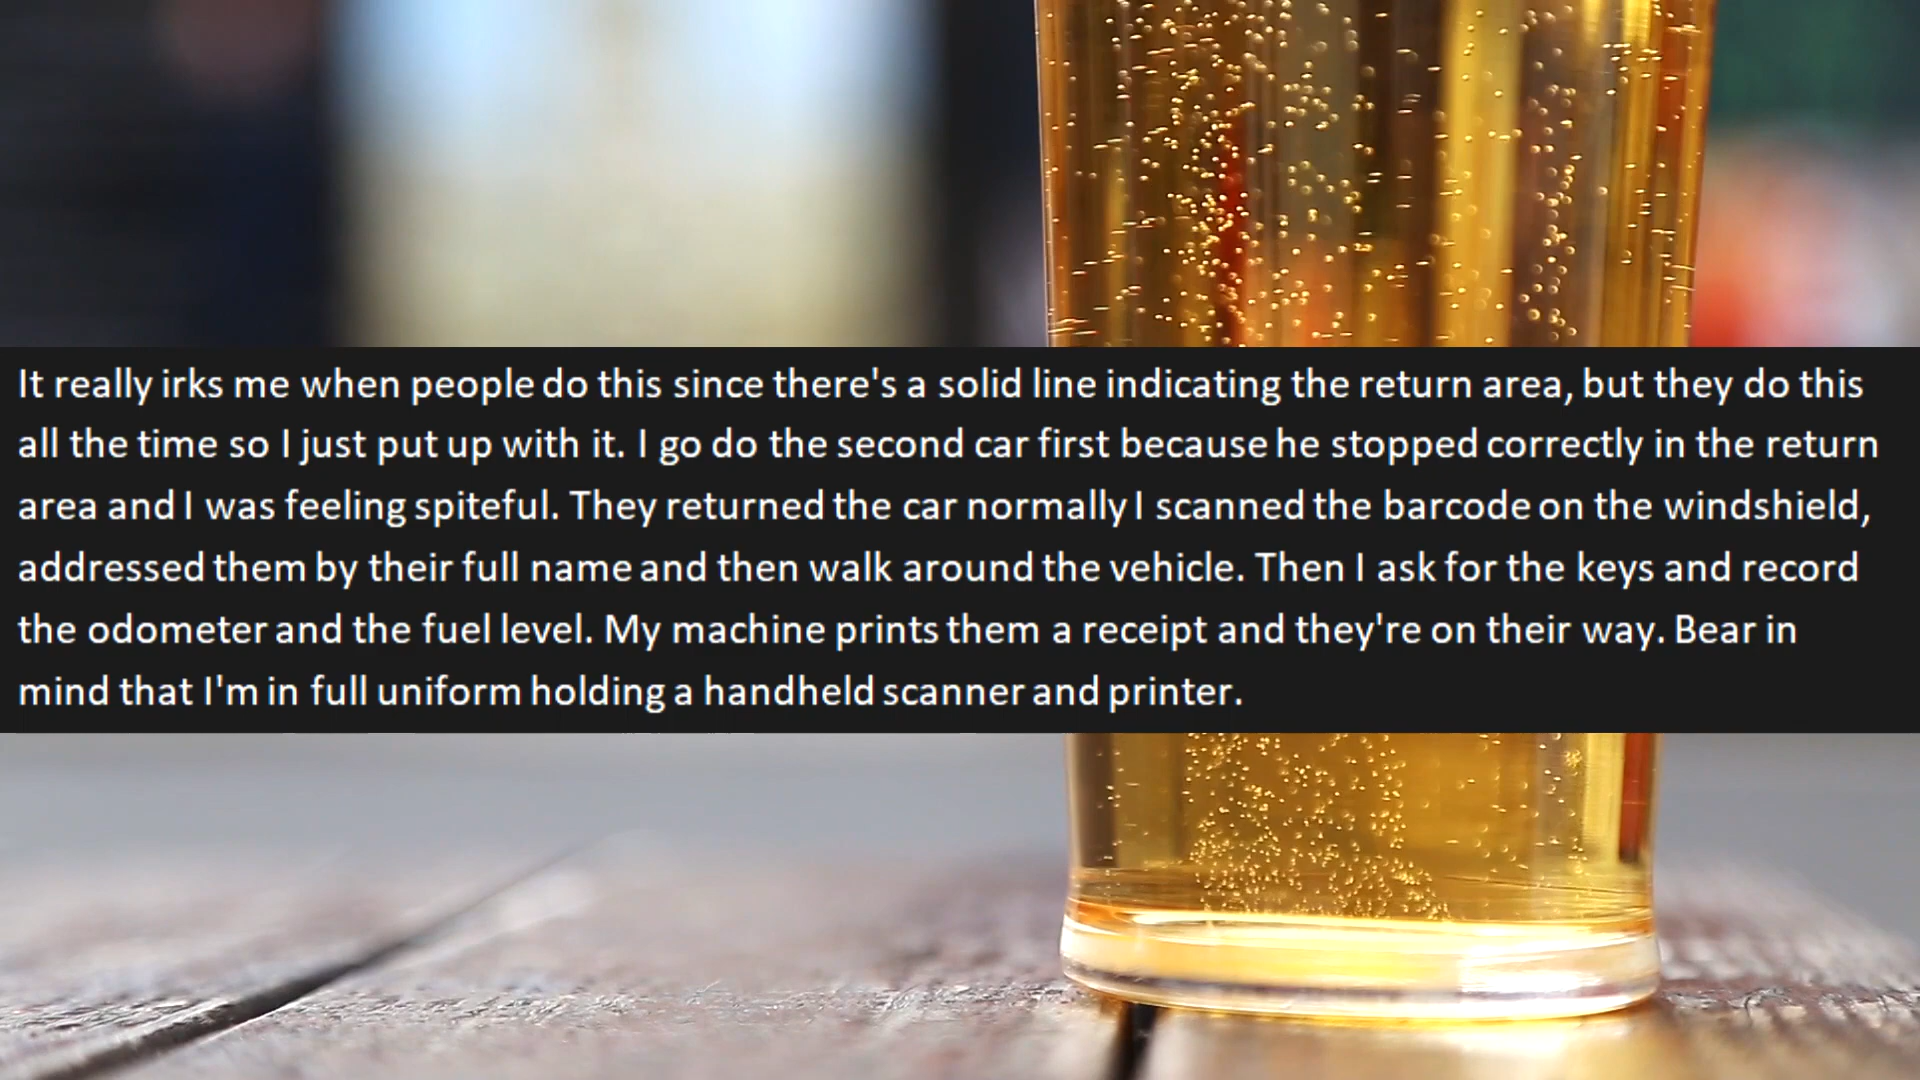 It really irks me when people do this since there's a solid line indicating the return area, but they do this
all the time so I just put up with it. I go do the second car first because he stopped correctly in the return
area and I was feeling spiteful. They returned the car normally I scanned the barcode on the windshield,
addressed them by their full name and then walk around the vehicle. Then I ask for the keys and record
the odometer and the fuel level. My machine prints them a receipt and they're on their way. Bear in
mind that I'm in full uniform holding a handheld scanner and printer.